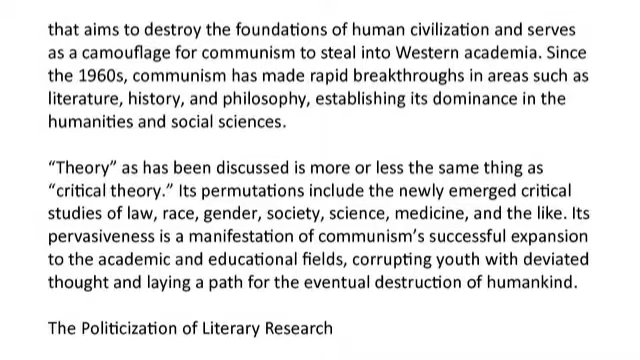 that aims to destroy the foundations of human civilization and serves
as a camouflage for communism to steal into Western academia. Since
the 1960s, communism has made rapid breakthroughs in areas such as
literature, history, and philosophy, establishing its dominance in the
humanities and social sciences.
“Theory” as has been discussed is more or less the same thing as
“critical theory.” Its permutations include the newly emerged critical
studies of law, race, gender, society, science, medicine, and the like. Its
pervasiveness is a manifestation of communism’s successful expansion
to the academic and educational fields, corrupting youth with deviated
thought and laying a path for the eventual destruction of humankind.
The Politicization of Literary Research